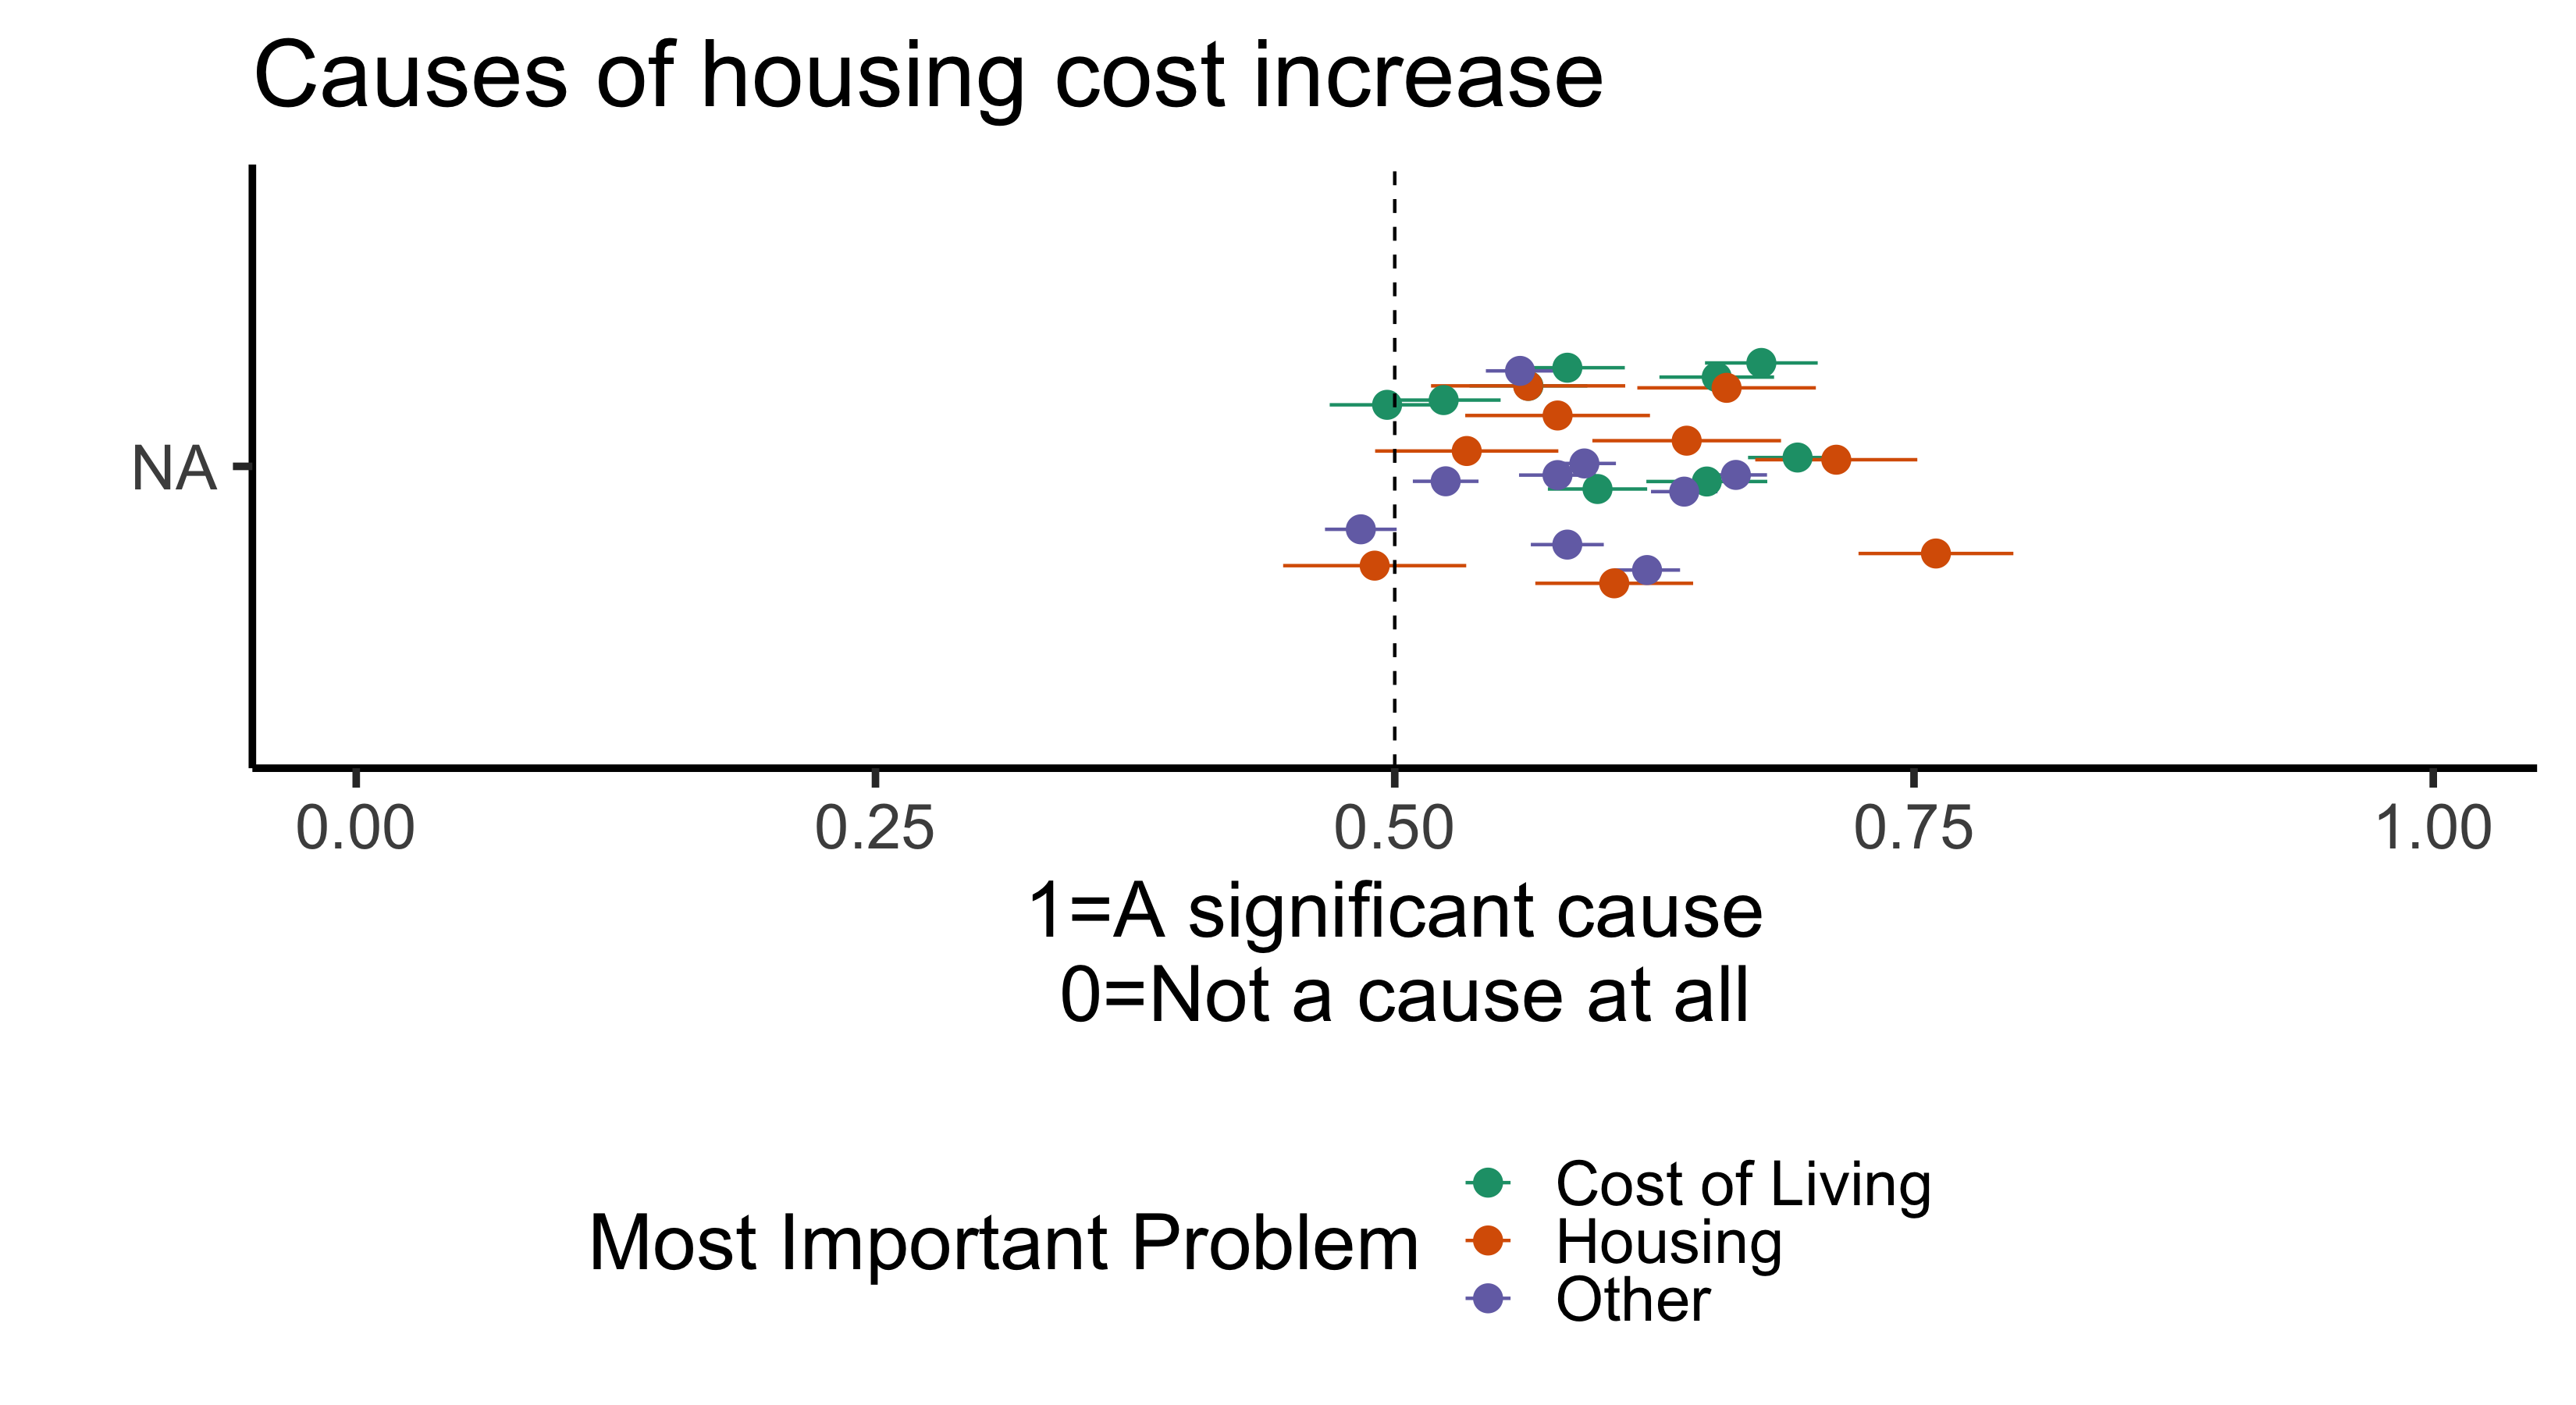 Causes of housing cost increase
NA
0.00 0.25 0.50 0.75 1.00
1=A significant cause
0=Not a cause at all
Most Important Problem
Cost of Living
Housing
Other